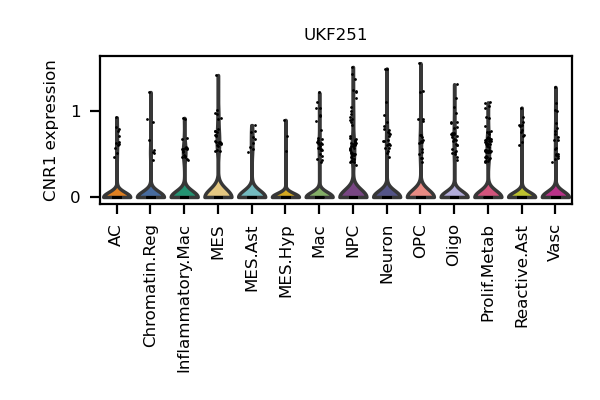 UKF251
CNR1 expression
1
0
AC
Chromatin.Reg
Inflammatory.Mac
MES
MES.Ast
MES.Hyp
Mac
NPC
Neuron
OPC
Oligo
Prolif.Metab
Reactive.Ast
Vasc